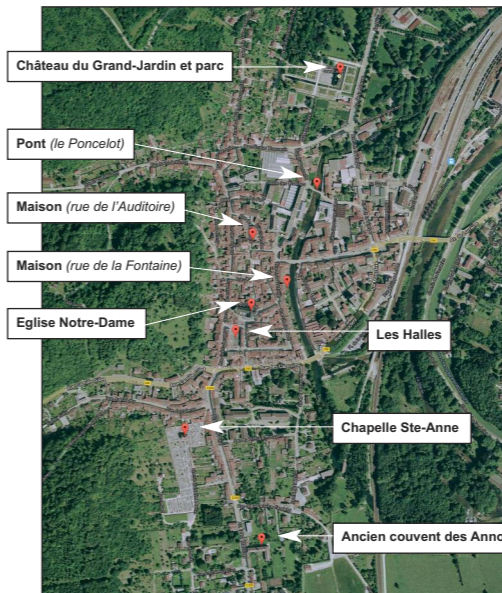 Château du Grand-Jardin et parc
Pont (le Poncelot)
Maison (rue de l'Auditoire)
Maison (rue de la Fontaine)
Eglise Notre-Dame
Les Halles
Chapelle Ste-Anne
Ancien couvent des Anno